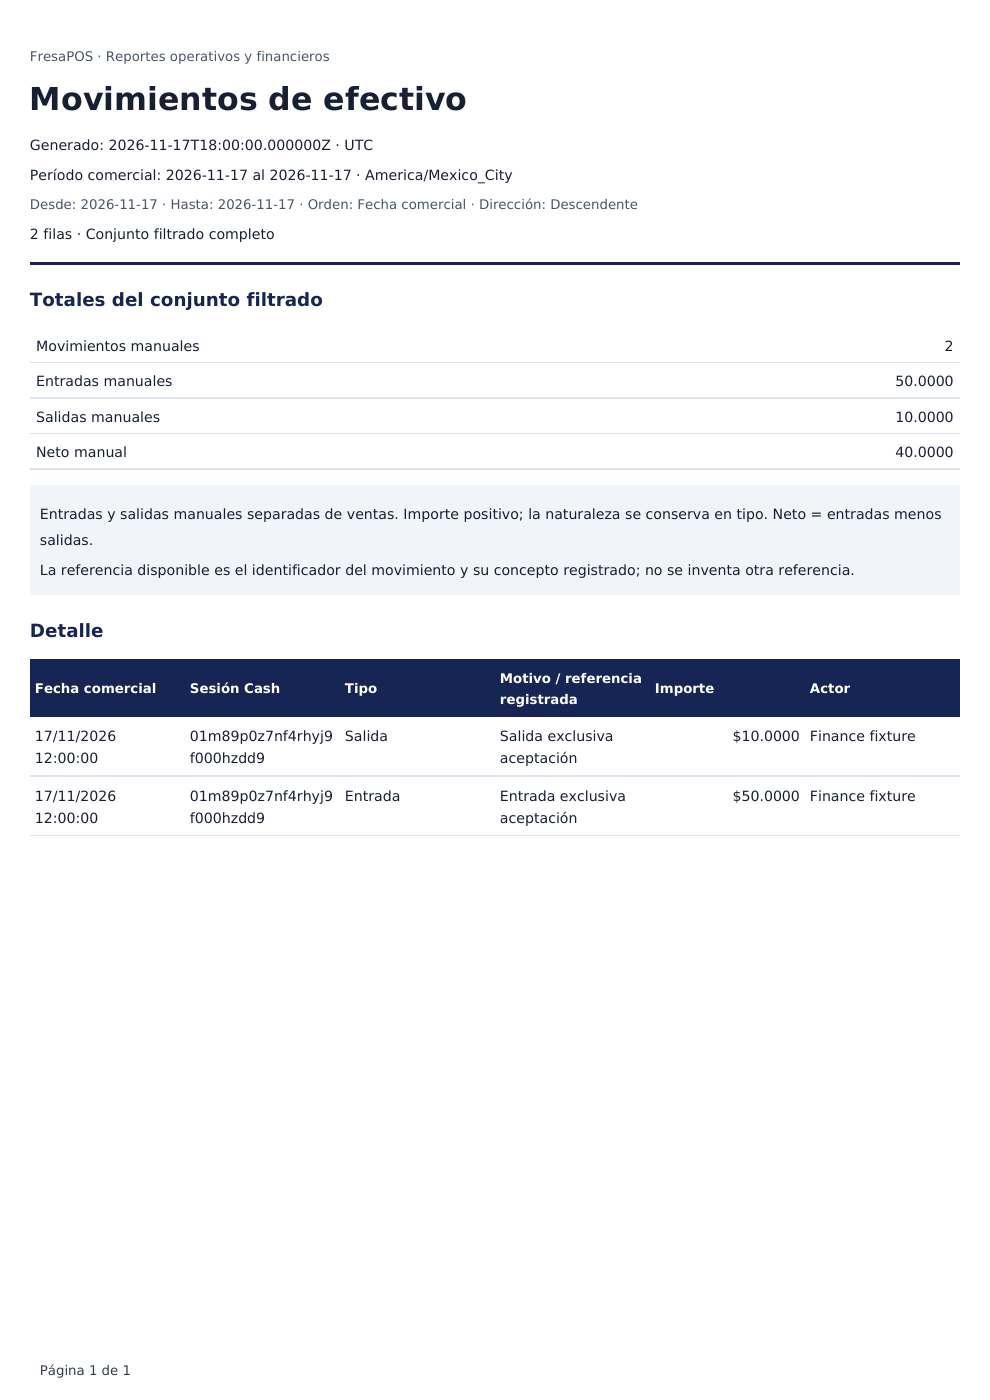 FresaPOS · Reportes operativos y financieros
Movimientos de efectivo
Generado: 2026-11-17T18:00:00.000000Z · UTC
Período comercial: 2026-11-17 al 2026-11-17 · America/Mexico_City
Desde: 2026-11-17 · Hasta: 2026-11-17 · Orden: Fecha comercial · Dirección: Descendente
2 filas · Conjunto filtrado completo
Totales del conjunto filtrado
Movimientos manuales 2
Entradas manuales 50.0000
Salidas manuales 10.0000
Neto manual 40.0000
Entradas y salidas manuales separadas de ventas. Importe positivo; la naturaleza se conserva en tipo. Neto = entradas menos
salidas.
La referencia disponible es el identificador del movimiento y su concepto registrado; no se inventa otra referencia.
Detalle
Fecha comercial Sesión Cash Tipo Motivo / referencia Importe Actor
registrada
17/11/2026 01m89p0z7nf4rhyj9 Salida Salida exclusiva $10.0000 Finance fixture
12:00:00 f000hzdd9 aceptación
17/11/2026 01m89p0z7nf4rhyj9 Entrada Entrada exclusiva $50.0000 Finance fixture
12:00:00 f000hzdd9 aceptación
Página 1 de 1